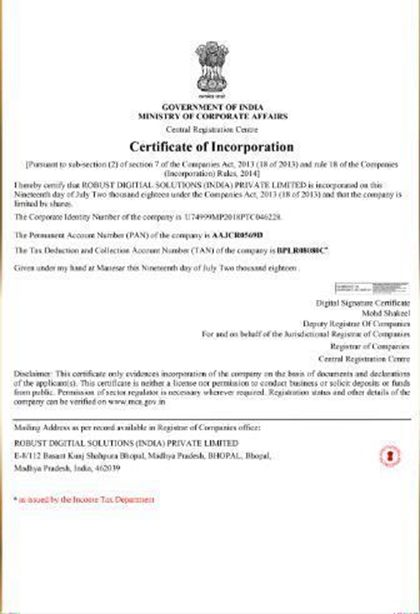 GOVERNMENT OF INDIA
MINISTRY OF CORPORATE AFFAIRS
Central Registration Centre
Certificate of Incorporation
[Pursuant to sub-section (2) of section 7 of the Companies Act, 2013 (18 of 2013) and rule 18 of the Companies
(Incorporation) Rules, 2014]
I hereby certify that ROBUST DIGITIAL SOLUTIONS (INDIA) PRIVATE LIMITED is incorporated on this
Nineteenth day of July Two thousand eighteen under the Companies Act, 2013 (18 of 2013) and that the company is
limited by shares.
The Corporate Identity Number of the company is U74999MP2018PTC046228.
The Permanent Account Number (PAN) of the company is AAJCR0569D
The Tax Deduction and Collection Account Number (TAN) of the company is BPLR08080C*
Given under my hand at Manesar this Nineteenth day of July Two thousand eighteen .
Digital Signature Certificate
Mohd Shakeel
Deputy Registrar Of Companies
For and on behalf of the Jurisdictional Registrar of Companies
Registrar of Companies
Central Registration Centre
Disclaimer: This certificate only evidences incorporation of the company on the basis of documents and declarations
of the applicant(s). This certificate is neither a license nor permission to conduct business or solicit deposits or funds
from public. Permission of sector regulator is necessary wherever required. Registration status and other details of the
company can be verified on www.mca.gov.in
Mailing Address as per record available in Registrar of Companies office:
ROBUST DIGITIAL SOLUTIONS (INDIA) PRIVATE LIMITED
E-8/112 Basant Kunj Shahpura Bhopal, Madhya Pradesh, BHOPAL, Bhopal,
Madhya Pradesh, India, 462039
* as issued by the Income Tax Department